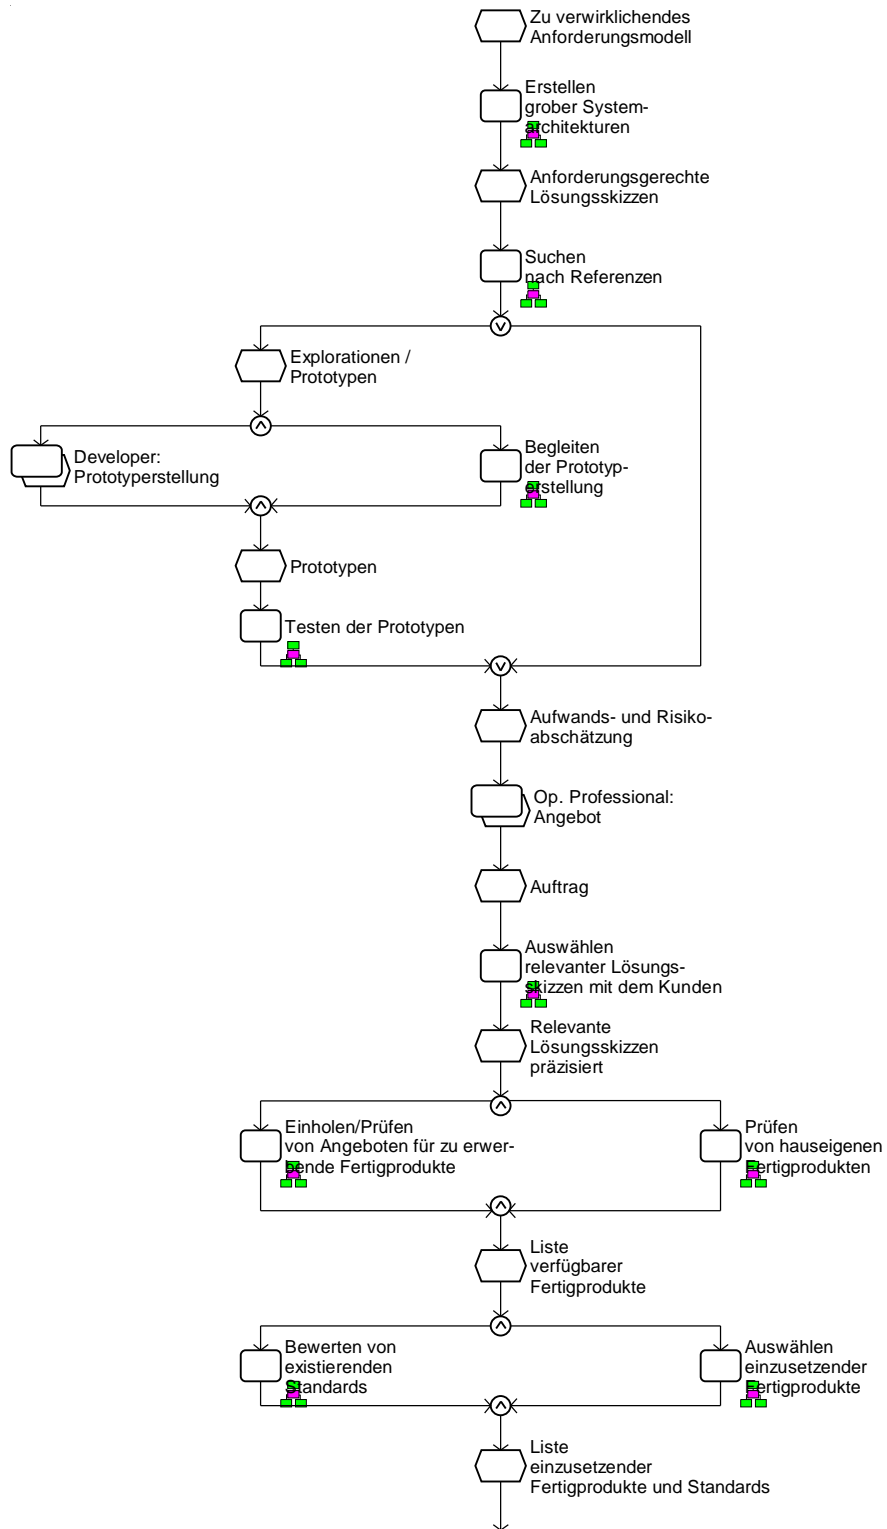 Zu verwirklichendes
Anforderungsmodell
Erstellen
grober System-
architekturen
Anforderungsgerechte
Lösungsskizzen
Suchen
nach Referenzen
Explorationen /
Prototypen
Developer:
Prototyperstellung
Begleiten
der Prototyp-
erstellung
Prototypen
Testen der Prototypen
Aufwands- und Risiko-
abschätzung
Op. Professional:
Angebot
Auftrag
Auswählen
relevanter Lösungs-
skizzen mit dem Kunden
Relevante
Lösungsskizzen
präzisiert
Einholen/Prüfen
von Angeboten für zu erwer-
bende Fertigprodukte
Prüfen
von hauseigenen
Fertigprodukten
Liste
verfügbarer
Fertigprodukte
Bewerten von
existierenden
Standards
Auswählen
einzusetzender
Fertigprodukte
Liste
einzusetzender
Fertigprodukte und Standards